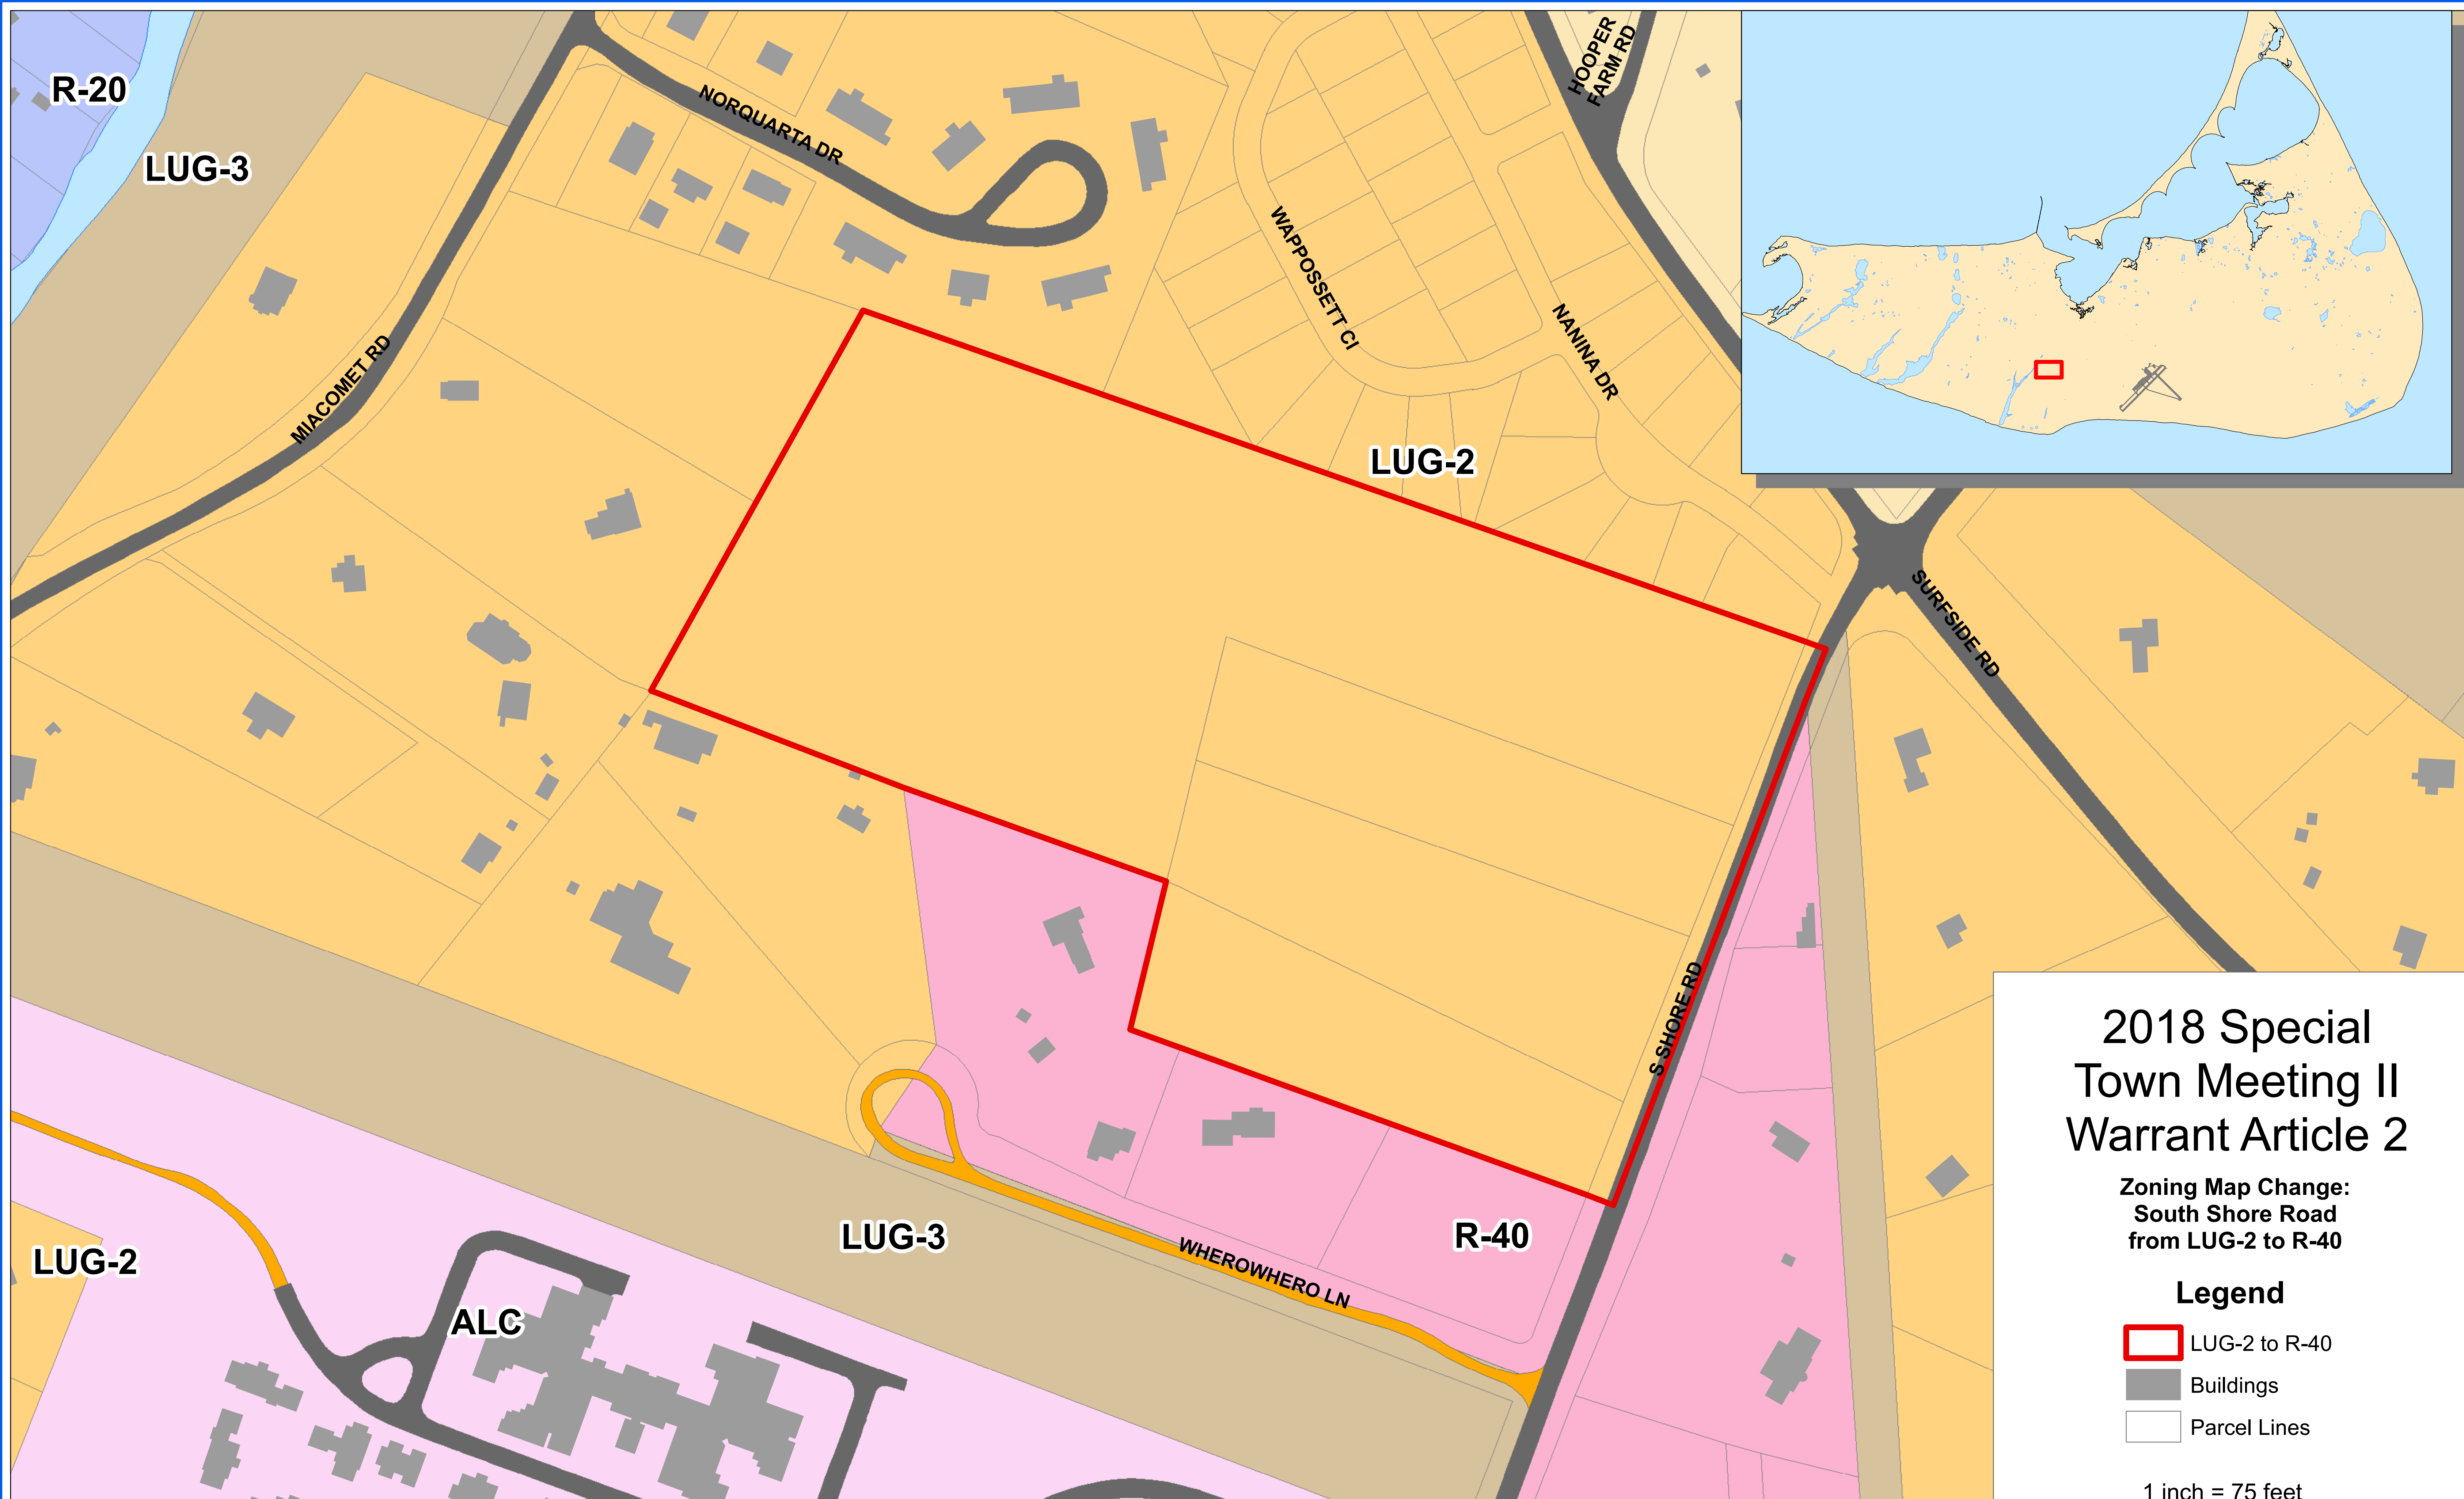 R-20
LUG-3
NORQUARTA DR
HOOPER
FARM RD
WAPPOSSETT CI
NANINA DR
MIACOMET RD
LUG-2
SURFSIDE RD
S SHORE RD
LUG-3
R-40
WHEROWHERO LN
LUG-2
ALC
2018 Special
Town Meeting II
Warrant Article 2
Zoning Map Change:
South Shore Road
from LUG-2 to R-40
Legend
LUG-2 to R-40
Buildings
Parcel Lines
1 inch = 75 feet